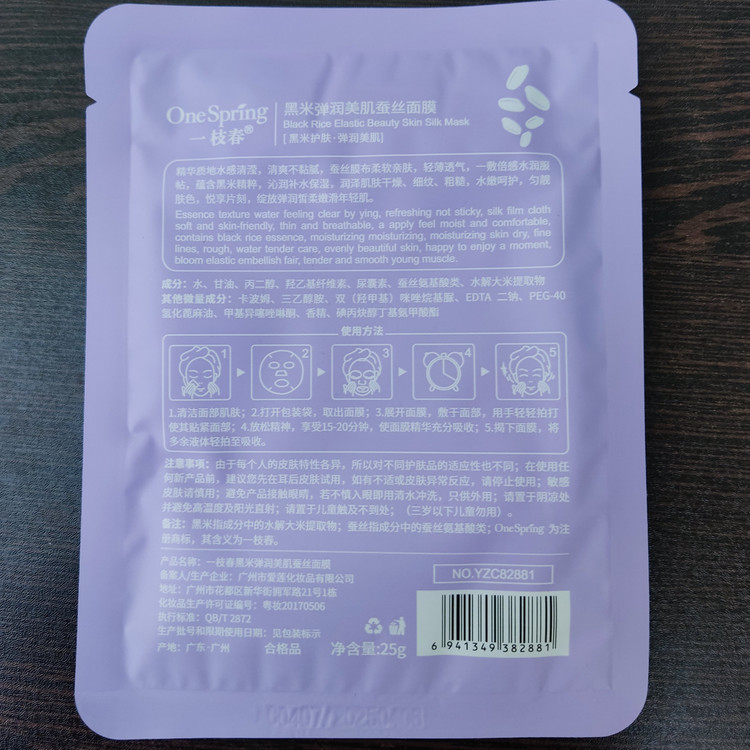 OneSpring
一枝春®
黑米弹润美肌蚕丝面膜
Black Rice Elastic Beauty Skin Silk Mask
[ 黑米护肤·弹润美肌 ]
精华质地水感清滢，清爽不黏腻，蚕丝膜布柔软亲肤，轻薄透气，一敷倍感水润服
帖，蕴含黑米精粹，沁润补水保湿，润泽肌肤干燥、细纹、粗糙，水嫩呵护，匀蘸
肤色，悦享片刻，绽放弹润皙柔嫩滑年轻肌。
Essence texture water feeling clear by ying, refreshing not sticky, silk film cloth
soft and skin-friendly, thin and breathable, a apply feel moist and comfortable,
contains black rice essence, moisturizing moisturizing, moisturizing skin dry, fine
lines, rough, water tender care, evenly beautiful skin, happy to enjoy a moment,
bloom elastic embellish fair, tender and smooth young muscle.
成分：水、甘油、丙二醇、羟乙基纤维素、尿囊素、蚕丝氨基酸类、水解大米提取物
其他微量成分：卡波姆、三乙醇胺、双（羟甲基）咪唑烷基脲、EDTA 二钠、PEG-40
氢化蓖麻油、甲基异噻唑啉酮、香精、碘丙炔醇丁基氨甲酸酯
使用方法
1 2 3 4 5
1.清洁面部肌肤；2.打开包装袋，取出面膜；3.展开面膜，敷于面部，用手轻轻拍打
使其贴紧面部；4.放松精神，享受15-20分钟，使面膜精华充分吸收；5.揭下面膜，将
多余液体轻拍至吸收。
注意事项：由于每个人的皮肤特性各异，所以对不同护肤品的适应性也不同；在使用任
何新产品前，建议您先在耳后皮肤试用，如有不适或皮肤异常反应，请停止使用；敏感
皮肤请慎用；避免产品接触眼睛，若不慎入眼即用清水冲洗，只供外用；请置于阴凉处
并避免高温度及阳光直射；请置于儿童触及不到处；（三岁以下儿童勿用）。
备注：黑米指成分中的水解大米提取物；蚕丝指成分中的蚕丝氨基酸类；OneSpring 为注
册商标，其含义为一枝春。
产品名称：一枝春黑米弹润美肌蚕丝面膜
备案人/生产企业：广州市爱莲化妆品有限公司
地址：广州市花都区新华街拥军路21号1栋
化妆品生产许可证编号：粤妆20170506
执行标准：QB/T 2872
生产批号和限期使用日期：见包装标示
产地：广东·广州 合格品 净含量:25g
NO.YZC82881
6 941349 382881